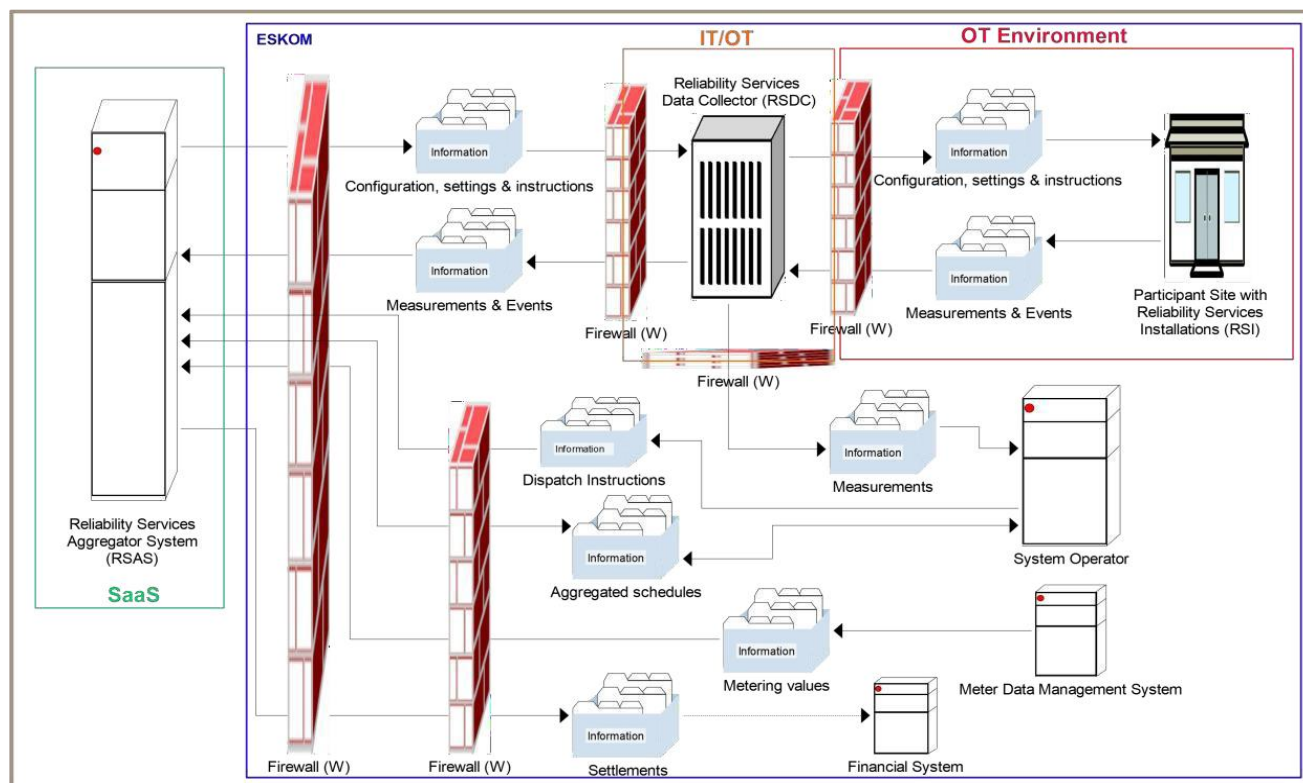 ESKOM
IT/OT
OT Environment
Reliability Services
Data Collector (RSDC)
Information
Configuration, settings & instructions
Information
Configuration, settings & instructions
Information
Measurements & Events
Information
Measurements & Events
Firewall (W)
Firewall (W)
Participant Site with
Reliability Services
Installations (RSI)
Firewall (W)
Information
Dispatch Instructions
Information
Measurements
Reliability Services
Aggregator System
(RSAS)
SaaS
Information
Aggregated schedules
System Operator
Information
Metering values
Meter Data Management System
Information
Settlements
Financial System
Firewall (W)
Firewall (W)